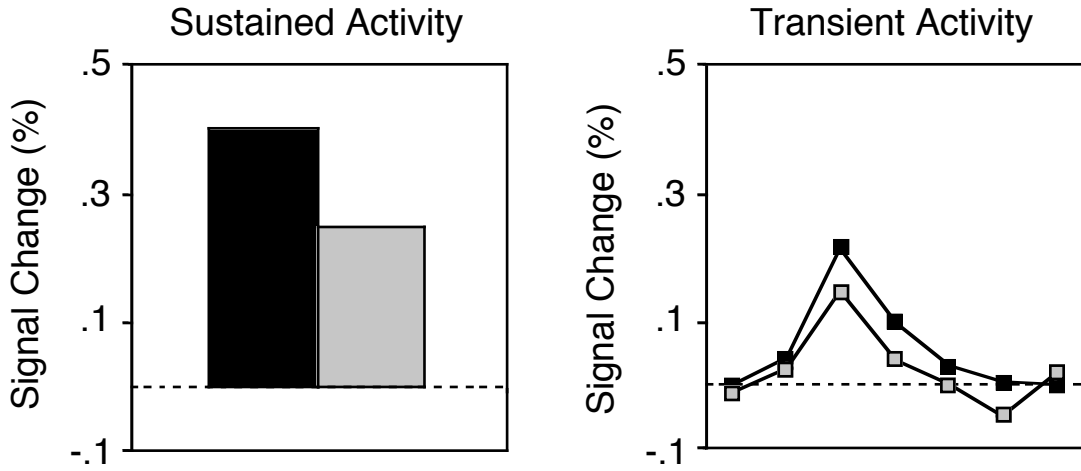 Sustained Activity
Signal Change (%)
.5
.3
.1
-.1
Transient Activity
Signal Change (%)
.5
.3
.1
-.1